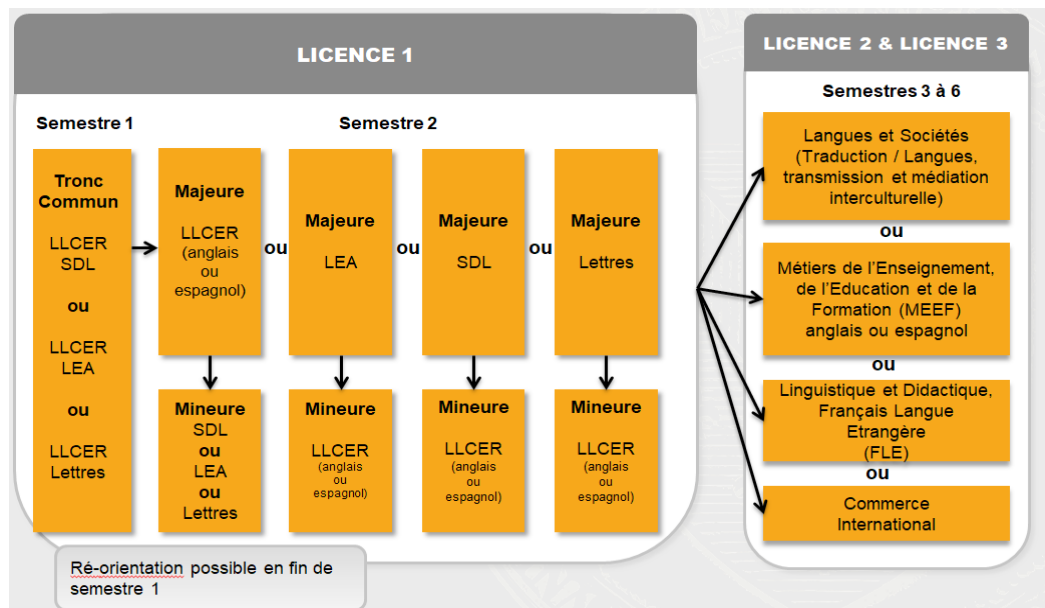 LICENCE 1
Semestre 1
Semestre 2
Tronc
Commun
LLCER
SDL
ou
LLCER
LEA
ou
LLCER
Lettres
Majeure
LLCER
(anglais
ou
espagnol)
ou
Majeure
LEA
ou
Majeure
SDL
ou
Majeure
Lettres
Mineure
SDL
ou
LEA
ou
Lettres
Mineure
LLCER
(anglais
ou
espagnol)
Mineure
LLCER
(anglais
ou
espagnol)
Mineure
LLCER
(anglais
ou
espagnol)
Ré-orientation possible en fin de
semestre 1
LICENCE 2 & LICENCE 3
Semestres 3 à 6
Langues et Sociétés
(Traduction / Langues,
transmission et médiation
interculturelle)
ou
Métiers de l'Enseignement,
de l'Education et de la
Formation (MEEF)
anglais ou espagnol
ou
Linguistique et Didactique,
Français Langue
Etrangère
(FLE)
ou
Commerce
International